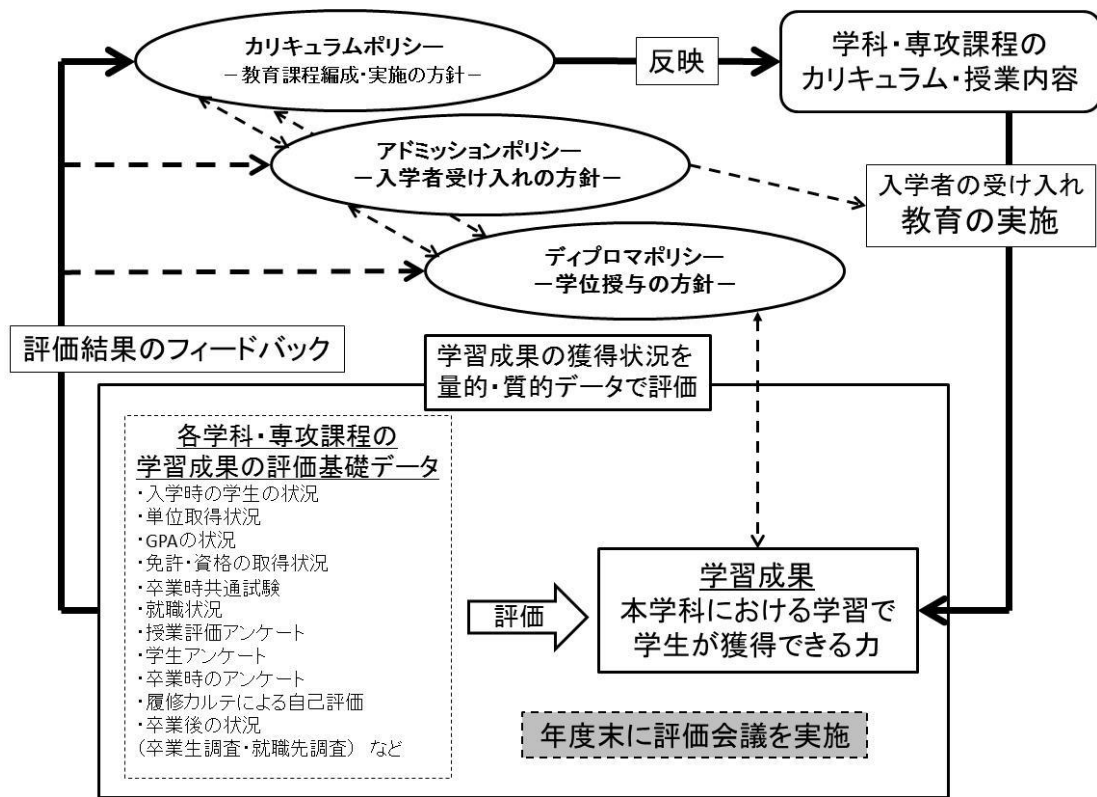 カリキュラムポリシー
－教育課程編成・実施の方針－
反映
学科・専攻課程の
カリキュラム・授業内容
アドミッションポリシー
－入学者受け入れの方針－
入学者の受け入れ
教育の実施
ディプロマポリシー
－学位授与の方針－
評価結果のフィードバック
学習成果の獲得状況を
量的・質的データで評価
各学科・専攻課程の
学習成果の評価基礎データ
・入学時の学生の状況
・単位取得状況
・GPAの状況
・免許・資格の取得状況
・卒業時共通試験
・就職状況
・授業評価アンケート
・学生アンケート
・卒業時のアンケート
・履修カルテによる自己評価
・卒業後の状況
(卒業生調査・就職先調査) など
評価
学習成果
本学科における学習で
学生が獲得できる力
年度末に評価会議を実施